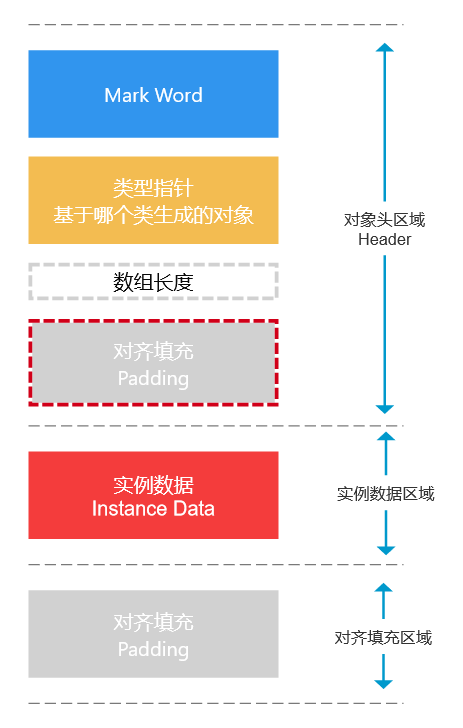 Mark Word
类型指针
基于哪个类生成的对象
数组长度
对齐填充
Padding
对象头区域
Header
实例数据
Instance Data
实例数据区域
对齐填充
Padding
对齐填充区域